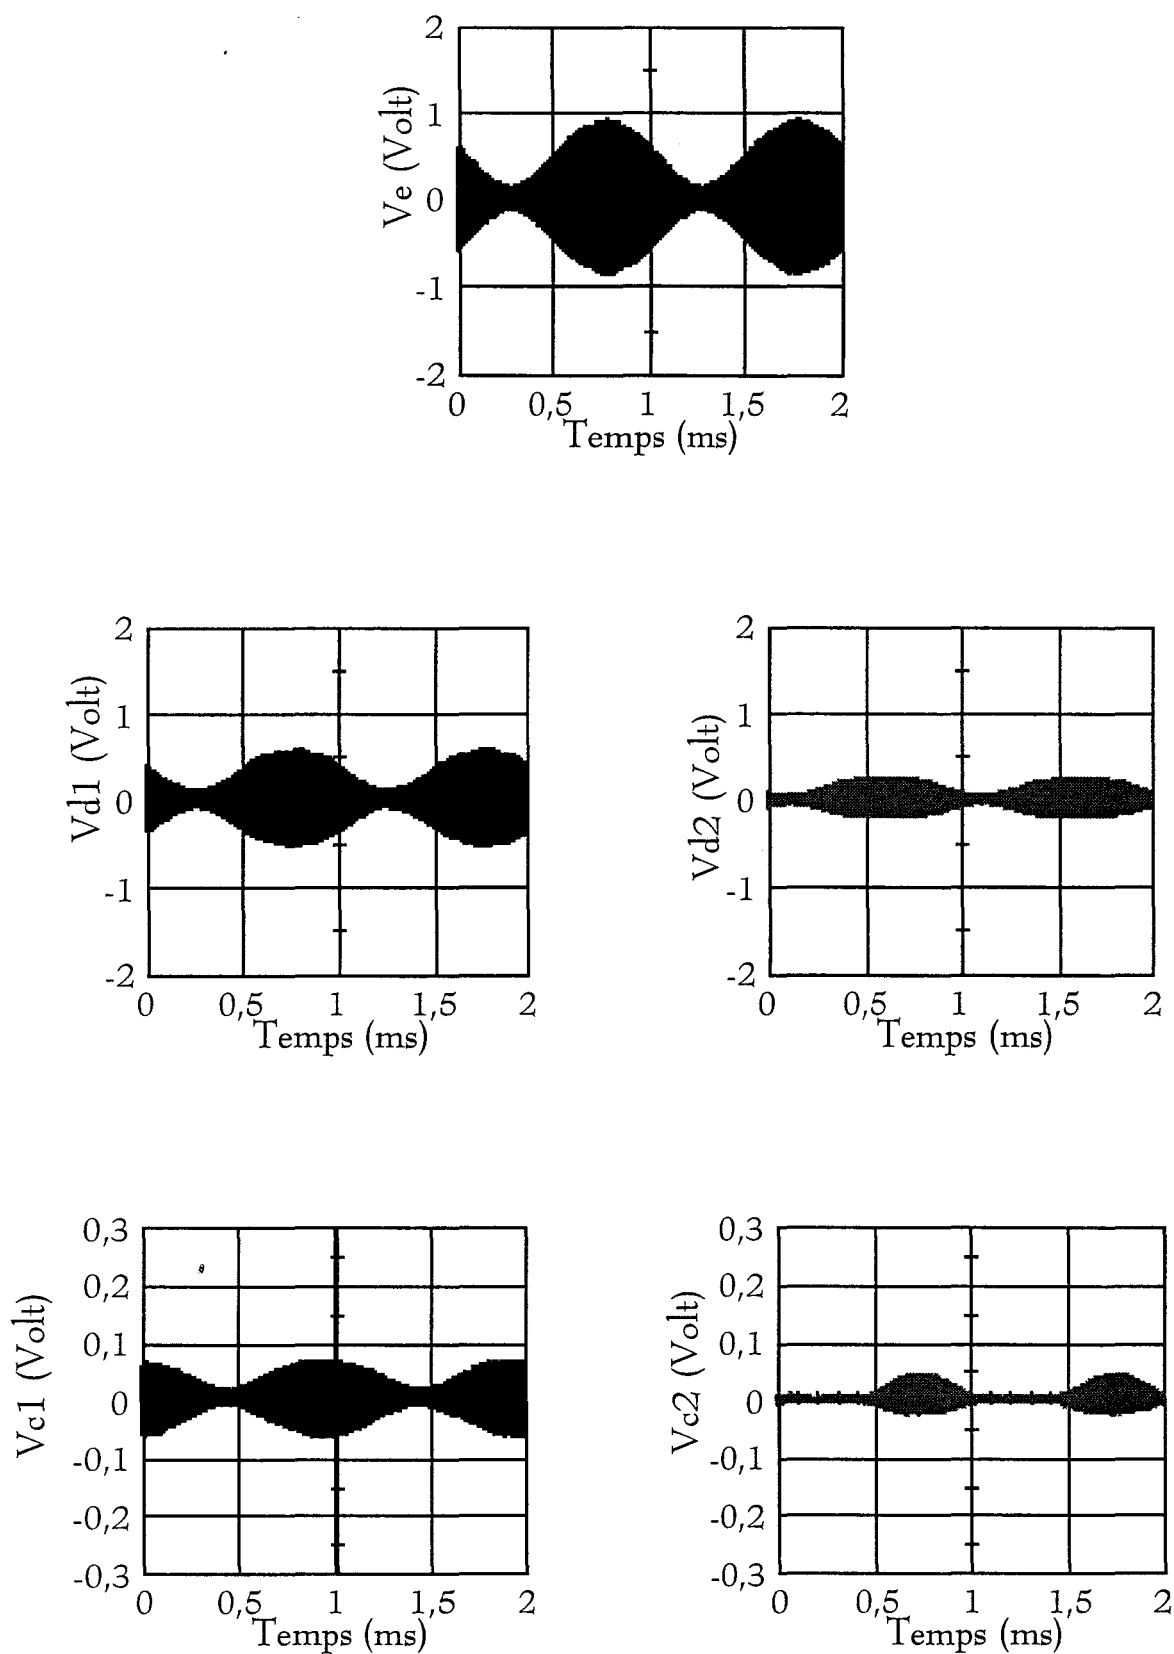 2
1
0
-1
-2
Ve (Volt)
0 0,5 1 1,5 2
Temps (ms)
2
1
0
-1
-2
Vd1 (Volt)
0 0,5 1 1,5 2
Temps (ms)
2
1
0
-1
-2
Vd2 (Volt)
0 0,5 1 1,5 2
Temps (ms)
0,3
0,2
0,1
0
-0,1
-0,2
-0,3
Vc1 (Volt)
0 0,5 1 1,5 2
Temps (ms)
0,3
0,2
0,1
0
-0,1
-0,2
-0,3
Vc2 (Volt)
0 0,5 1 1,5 2
Temps (ms)